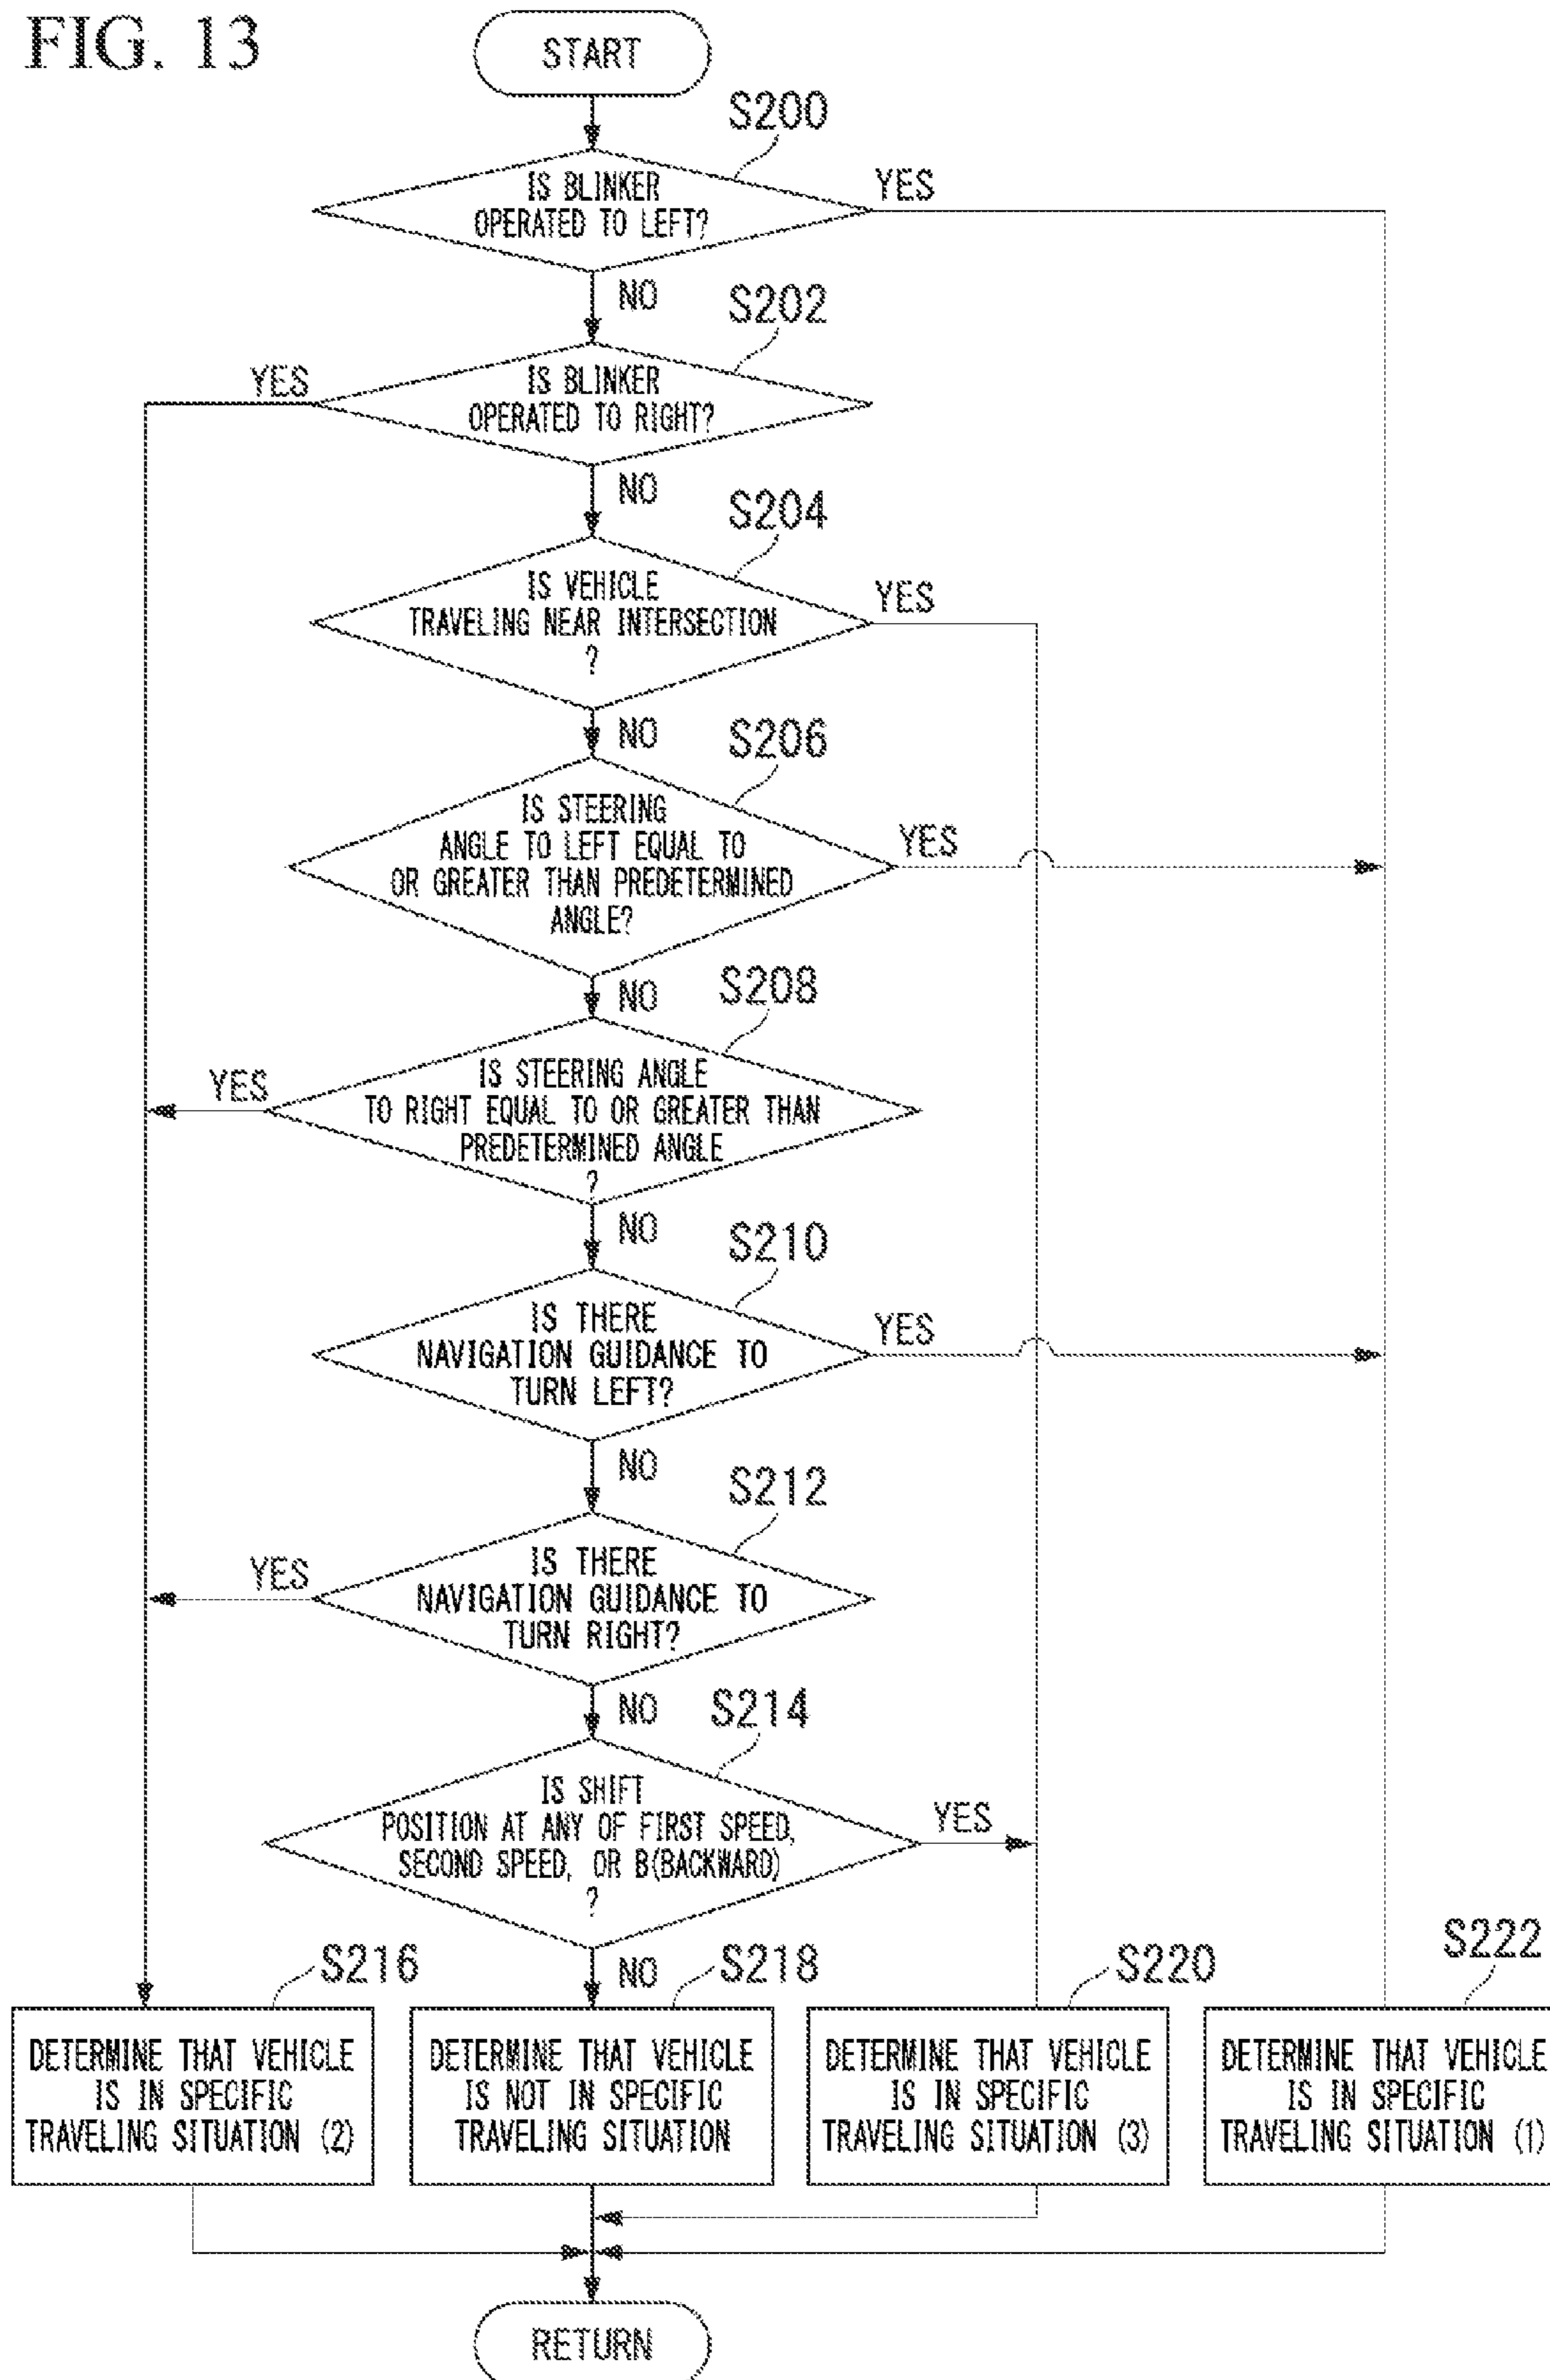 FIG. 13
START
S200
IS BLINKER
OPERATED TO LEFT?
YES
NO
S202
IS BLINKER
OPERATED TO RIGHT?
YES
NO
S204
IS VEHICLE
TRAVELING NEAR INTERSECTION
?
YES
NO
S206
IS STEERING
ANGLE TO LEFT EQUAL TO
OR GREATER THAN PREDETERMINED
ANGLE?
YES
NO
S208
IS STEERING ANGLE
TO RIGHT EQUAL TO OR GREATER THAN
PREDETERMINED ANGLE
?
YES
NO
S210
IS THERE
NAVIGATION GUIDANCE TO
TURN LEFT?
YES
NO
S212
IS THERE
NAVIGATION GUIDANCE TO
TURN RIGHT?
YES
NO
S214
IS SHIFT
POSITION AT ANY OF FIRST SPEED,
SECOND SPEED, OR B(BACKWARD)
?
YES
NO
S216
DETERMINE THAT VEHICLE
IS IN SPECIFIC
TRAVELING SITUATION (2)
S218
DETERMINE THAT VEHICLE
IS NOT IN SPECIFIC
TRAVELING SITUATION
S220
DETERMINE THAT VEHICLE
IS IN SPECIFIC
TRAVELING SITUATION (3)
S222
DETERMINE THAT VEHICLE
IS IN SPECIFIC
TRAVELING SITUATION (1)
RETURN